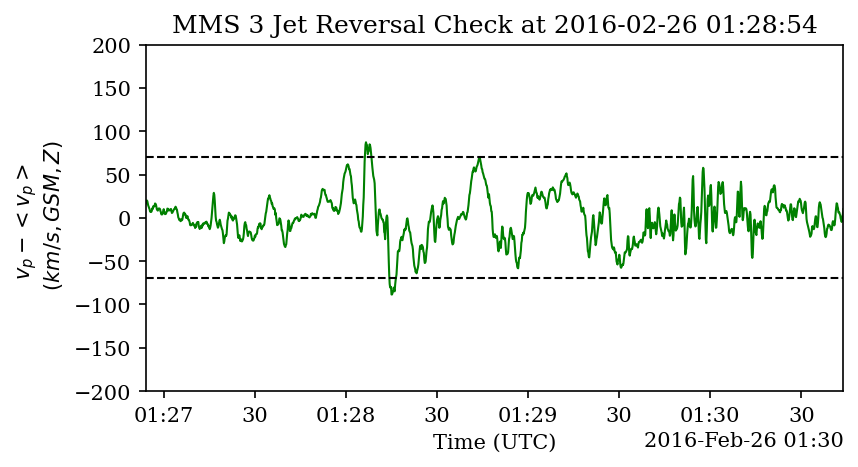 MMS 3 Jet Reversal Check at 2016-02-26 01:28:54
200
150
100
50
0
−50
−100
−150
−200
v_p − < v_p >
(km/s, GSM, Z)
01:27 30 01:28 30 01:29 30 01:30 30
Time (UTC) 2016-Feb-26 01:30